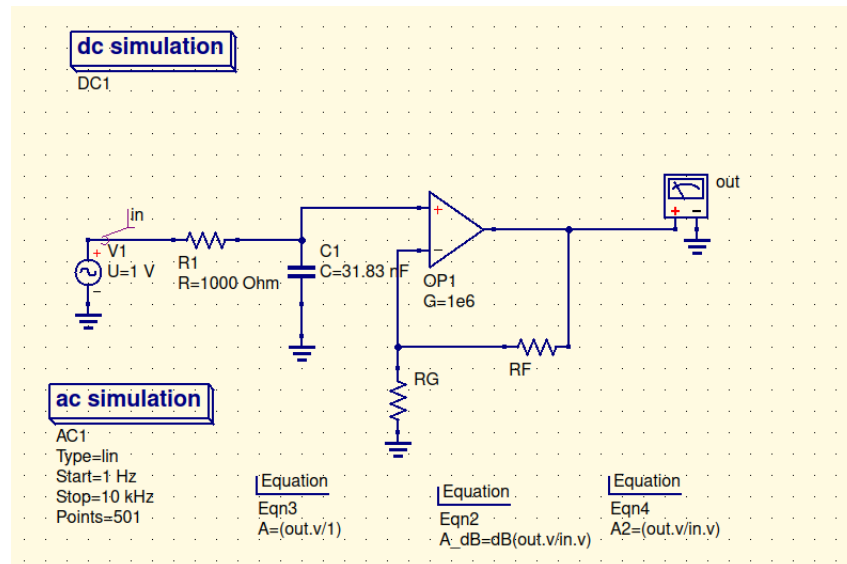 dc simulation
DC1
out
in
V1
U=1 V
R1
R=1000 Ohm
C1
C=31.83 nF
+
−
OP1
G=1e6
+ −
+
−
RF
RG
ac simulation
AC1
Type=lin
Start=1 Hz
Stop=10 kHz
Points=501
Equation
Eqn3
A=(out.v/1)
Equation
Eqn2
A_dB=dB(out.v/in.v)
Equation
Eqn4
A2=(out.v/in.v)